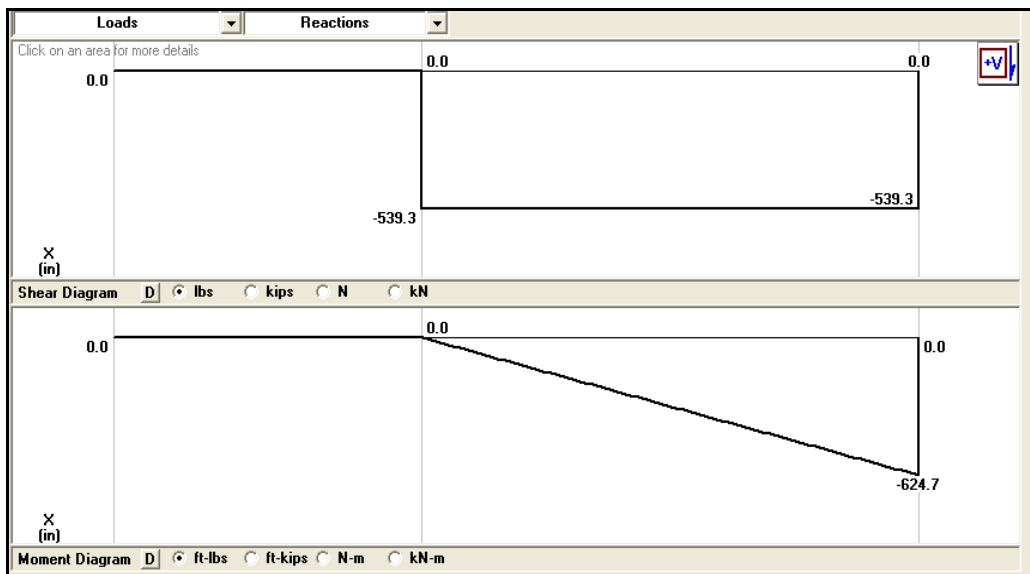 Loads Reactions
Click on an area for more details
0.0 0.0
0.0
+V
-539.3
-539.3
X
(in)
Shear Diagram D lbs kips N kN
0.0
0.0 0.0
-624.7
X
(in)
Moment Diagram D ft-lbs ft-kips N-m kN-m